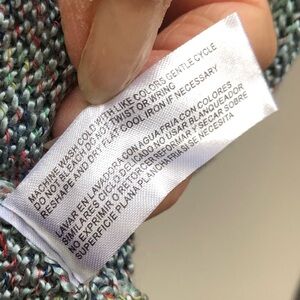 MACHINE WASH COLD WITH LIKE COLORS GENTLE CYCLE
DO NOT BLEACH DO NOT TWIST OR WRING
RESHAPE AND DRY FLAT COOL IRON IF NECESSARY
LAVAR EN LAVADORA CON AGUA FRIA CON COLORES
SIMILARES CICLO DELICADO NO USAR BLANQUEADOR
NO EXPRIMIR O RETORCER REFORMAR Y SECAR SOBRE
SUPERFICIE PLANA PLANCHA FRIA SI SE NECESITA